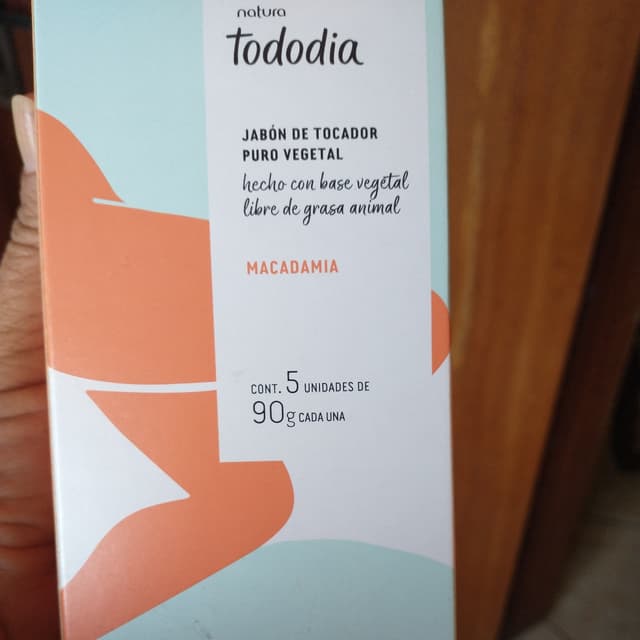 natura
Tododia
JABÓN DE TOCADOR
PURO VEGETAL
hecho con base vegetal
libre de grasa animal
MACADAMIA
CONT. 5 UNIDADES DE
90g CADA UNA